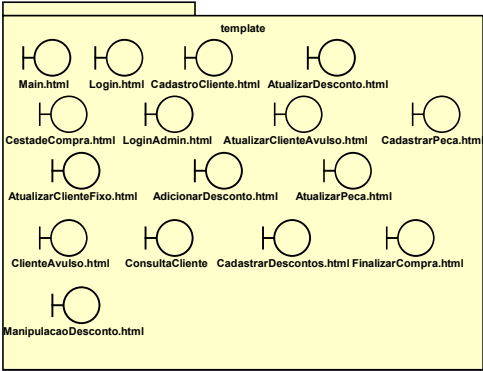 template
Main.html Login.html CadastroCliente.html AtualizarDesconto.html
CestadeCompra.html LoginAdmin.html AtualizarClienteAvulso.html CadastrarPeca.html
AtualizarClienteFixo.html AdicionarDesconto.html AtualizarPeca.html
ClienteAvulso.html ConsultaCliente CadastrarDescontos.html FinalizarCompra.html
ManipulacaoDesconto.html